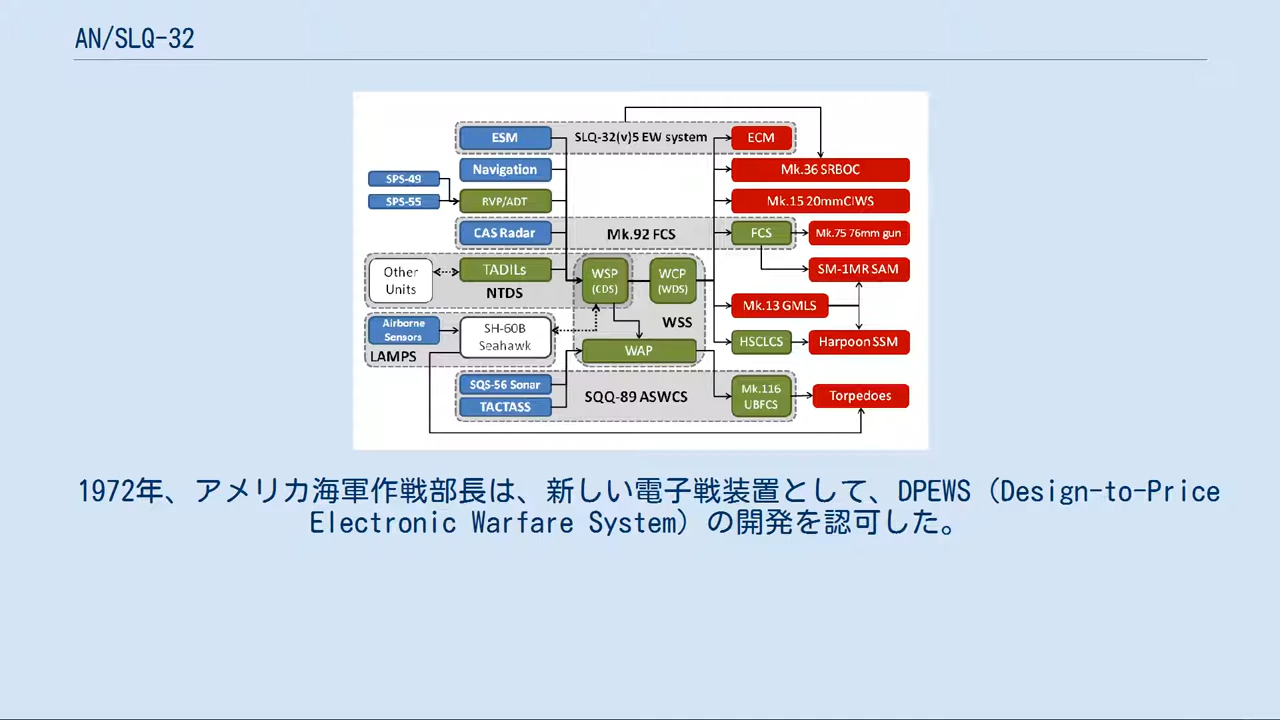 AN/SLQ-32
ESM
SLQ-32(v)5 EW system
ECM
Navigation
Mk.36 SRBOC
SPS-49
SPS-55
RVP/ADT
Mk.15 20mmCIWS
CAS Radar
Mk.92 FCS
FCS
Mk.75 76mm gun
Other
Units
TADILs
NTDS
WSP
(CDS)
WCP
(WDS)
SM-1MR SAM
Mk.13 GMLS
WSS
Airborne
Sensors
LAMPS
SH-60B
Seahawk
HSCLCS
Harpoon SSM
WAP
SQS-56 Sonar
TACTASS
SQQ-89 ASWCS
Mk.116
UBFCS
Torpedoes
1972年、アメリカ海軍作戦部長は、新しい電子戦装置として、DPEWS（Design-to-Price
Electronic Warfare System）の開発を認可した。